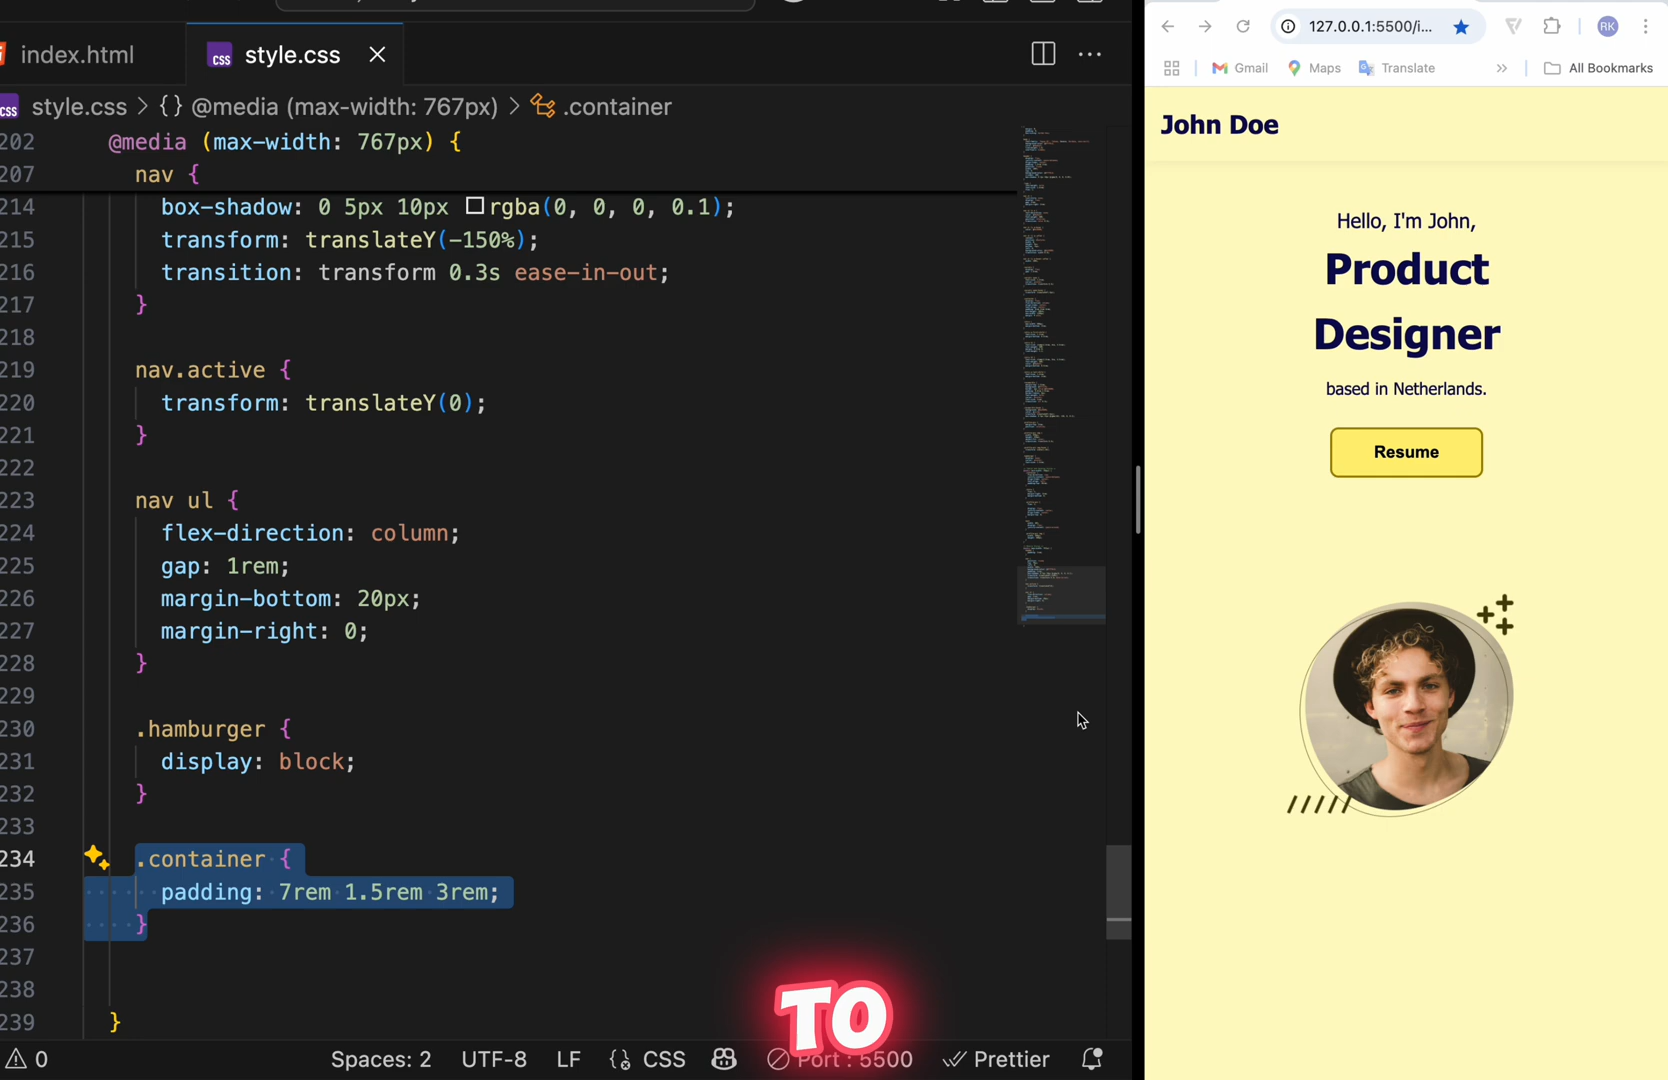 index.html
style.css
style.css > {} @media (max-width: 767px) > .container
202 @media (max-width: 767px) {
207 nav {
214 box-shadow: 0 5px 10px rgba(0, 0, 0, 0.1);
215 transform: translateY(-150%);
216 transition: transform 0.3s ease-in-out;
217 }
218
219 nav.active {
220 transform: translateY(0);
221 }
222
223 nav ul {
224 flex-direction: column;
225 gap: 1rem;
226 margin-bottom: 20px;
227 margin-right: 0;
228 }
229
230 .hamburger {
231 display: block;
232 }
233
234 .container {
235 padding: 7rem 1.5rem 3rem;
236 }
237
238
239 }
TO
0 Spaces: 2 UTF-8 LF {} CSS Port : 5500 Prettier
127.0.0.1:5500/i... RK
Gmail Maps Translate » All Bookmarks
John Doe
Hello, I'm John,
Product
Designer
based in Netherlands.
Resume